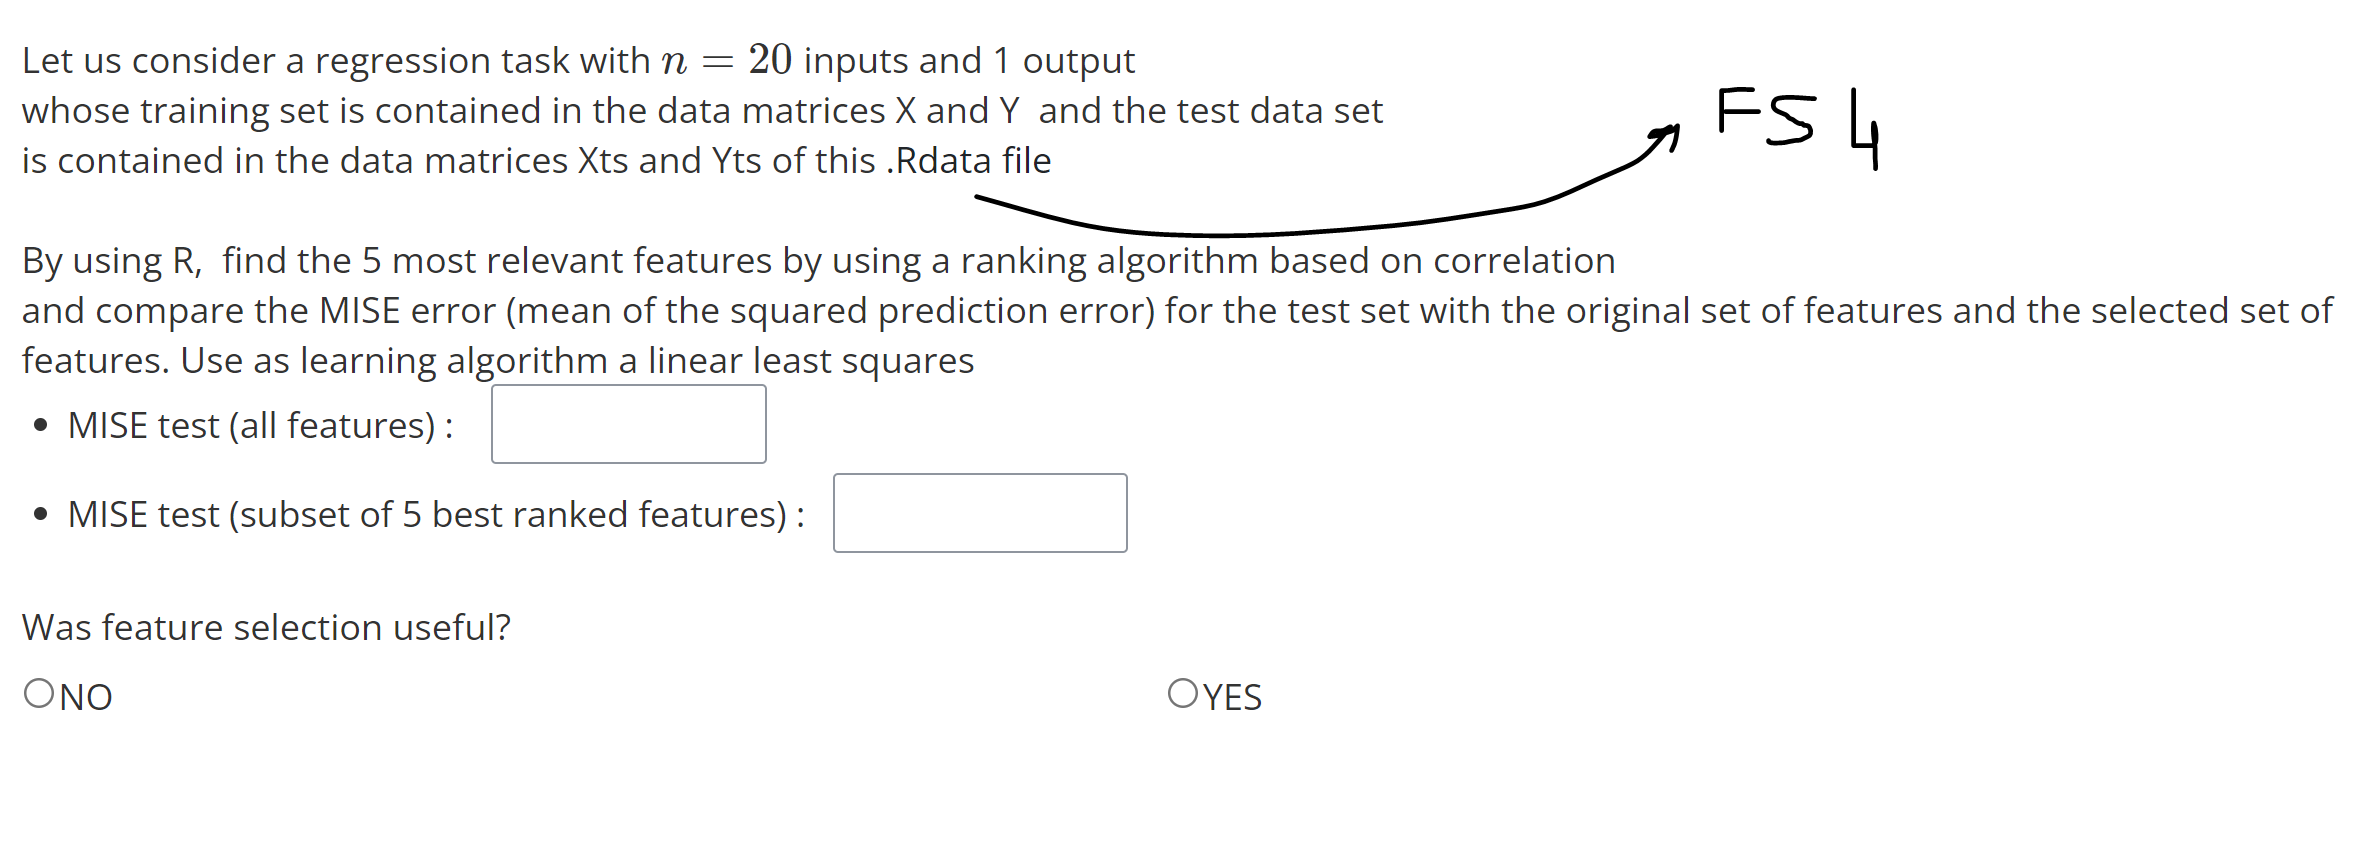 Let us consider a regression task with n = 20 inputs and 1 output
whose training set is contained in the data matrices X and Y and the test data set
is contained in the data matrices Xts and Yts of this .Rdata file
FS 4
By using R, find the 5 most relevant features by using a ranking algorithm based on correlation
and compare the MISE error (mean of the squared prediction error) for the test set with the original set of features and the selected set of
features. Use as learning algorithm a linear least squares
• MISE test (all features) :
• MISE test (subset of 5 best ranked features) :
Was feature selection useful?
NO
YES